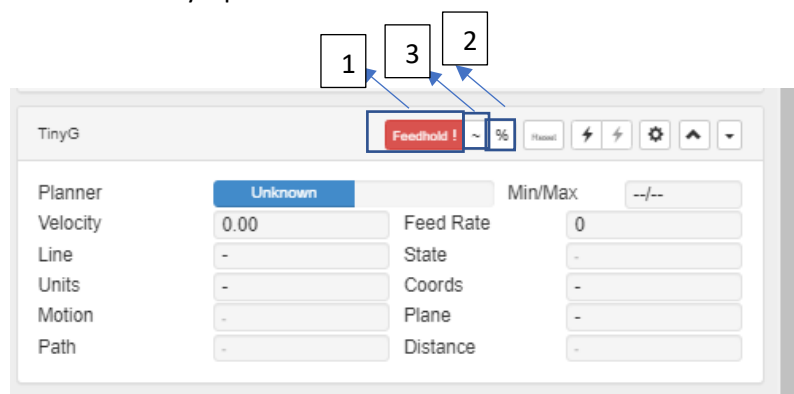 1
3
2
TinyG Feedhold ! ~ %
Planner Unknown Min/Max --/--
Velocity 0.00 Feed Rate 0
Line - State -
Units - Coords -
Motion - Plane -
Path - Distance -